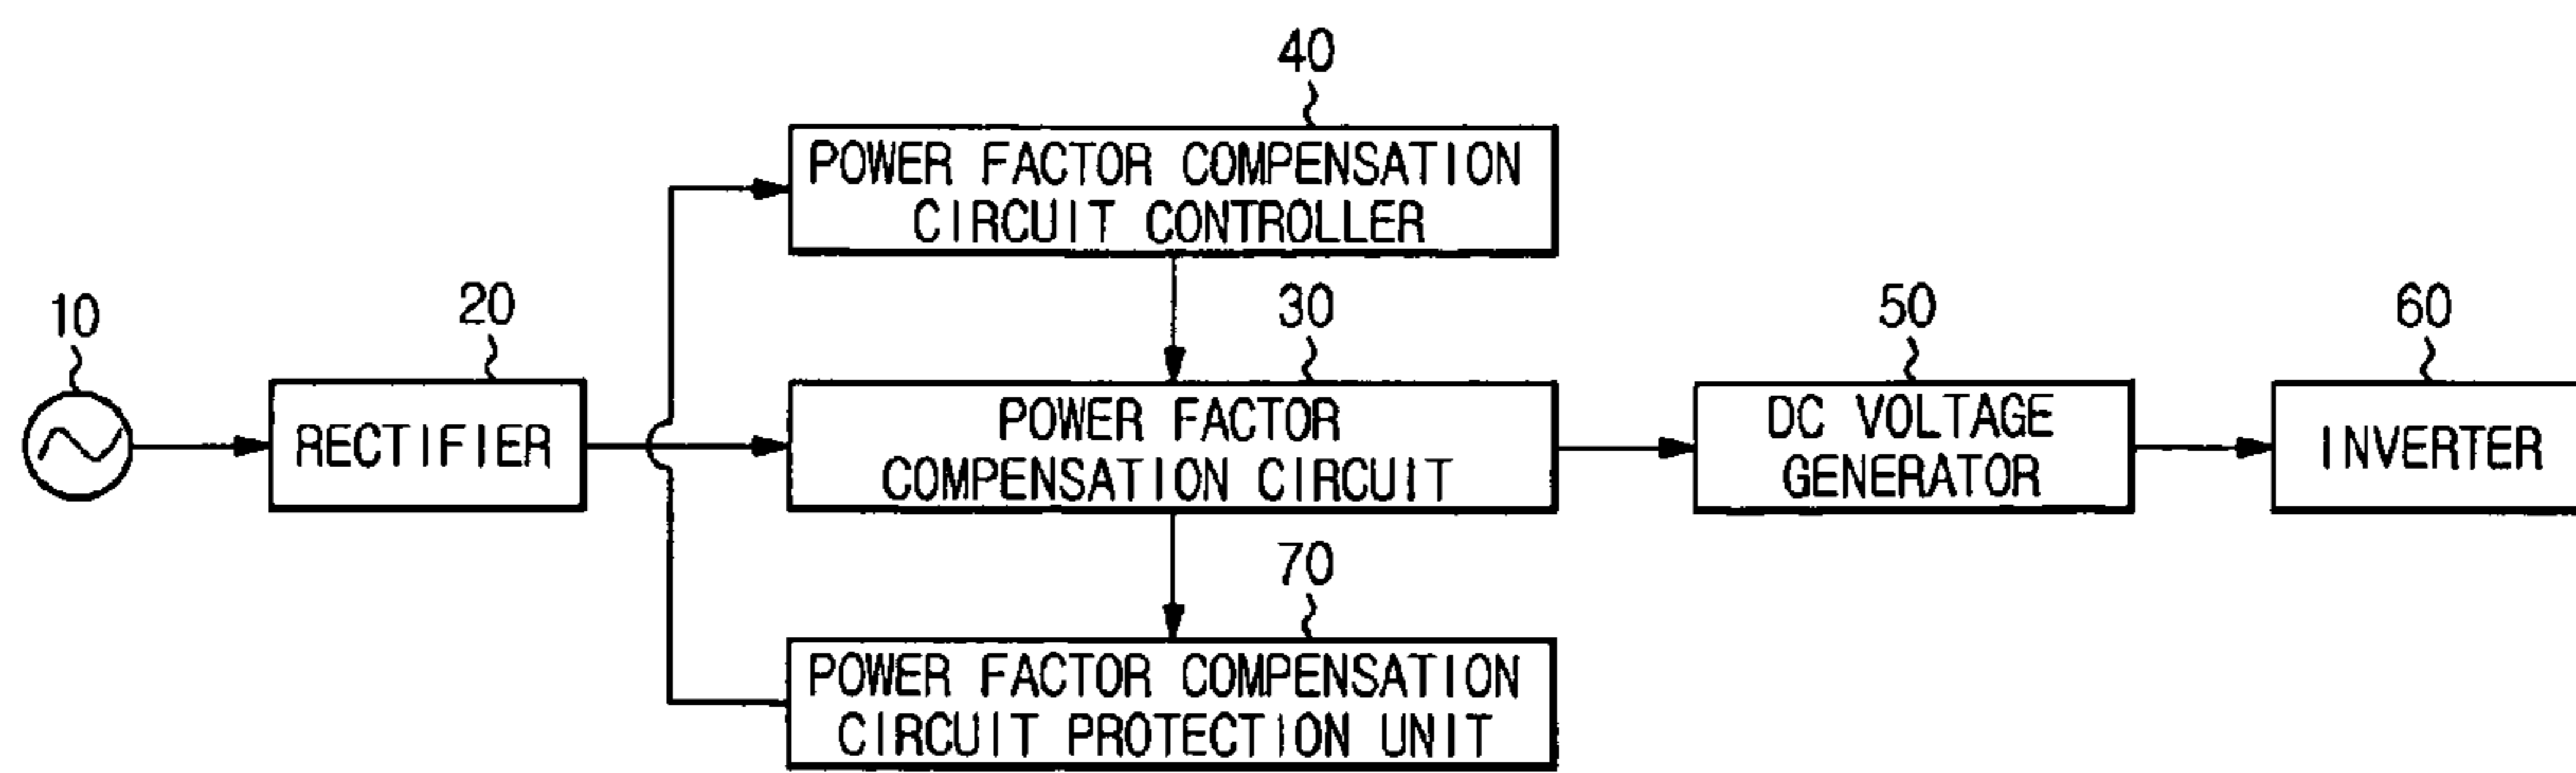 40
POWER FACTOR COMPENSATION
CIRCUIT CONTROLLER
10
20
30
50
60
RECTIFIER
POWER FACTOR
COMPENSATION CIRCUIT
DC VOLTAGE
GENERATOR
INVERTER
70
POWER FACTOR COMPENSATION
CIRCUIT PROTECTION UNIT